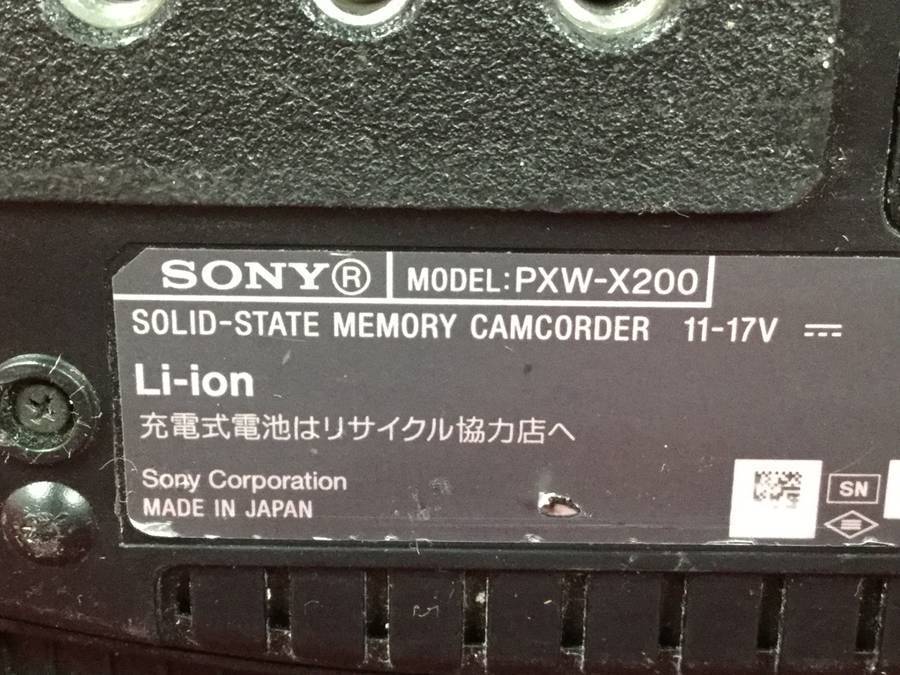 SONY® MODEL:PXW-X200
SOLID-STATE MEMORY CAMCORDER 11-17V ⎓
Li-ion
充電式電池はリサイクル協力店へ
Sony Corporation
MADE IN JAPAN
SN